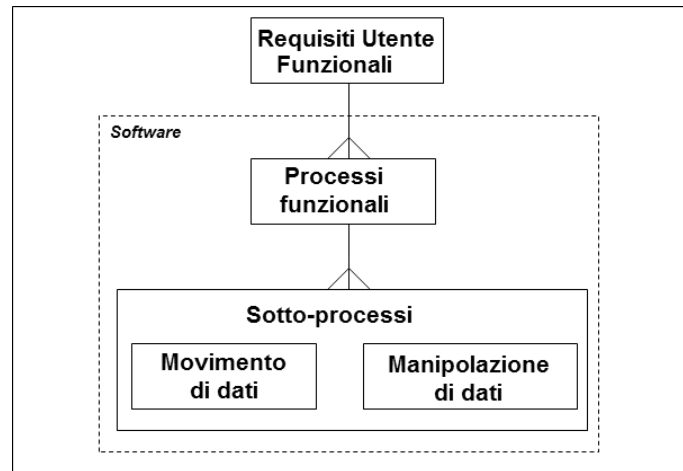 Requisiti Utente
Funzionali
Software
Processi
funzionali
Sotto-processi
Movimento
di dati
Manipolazione
di dati